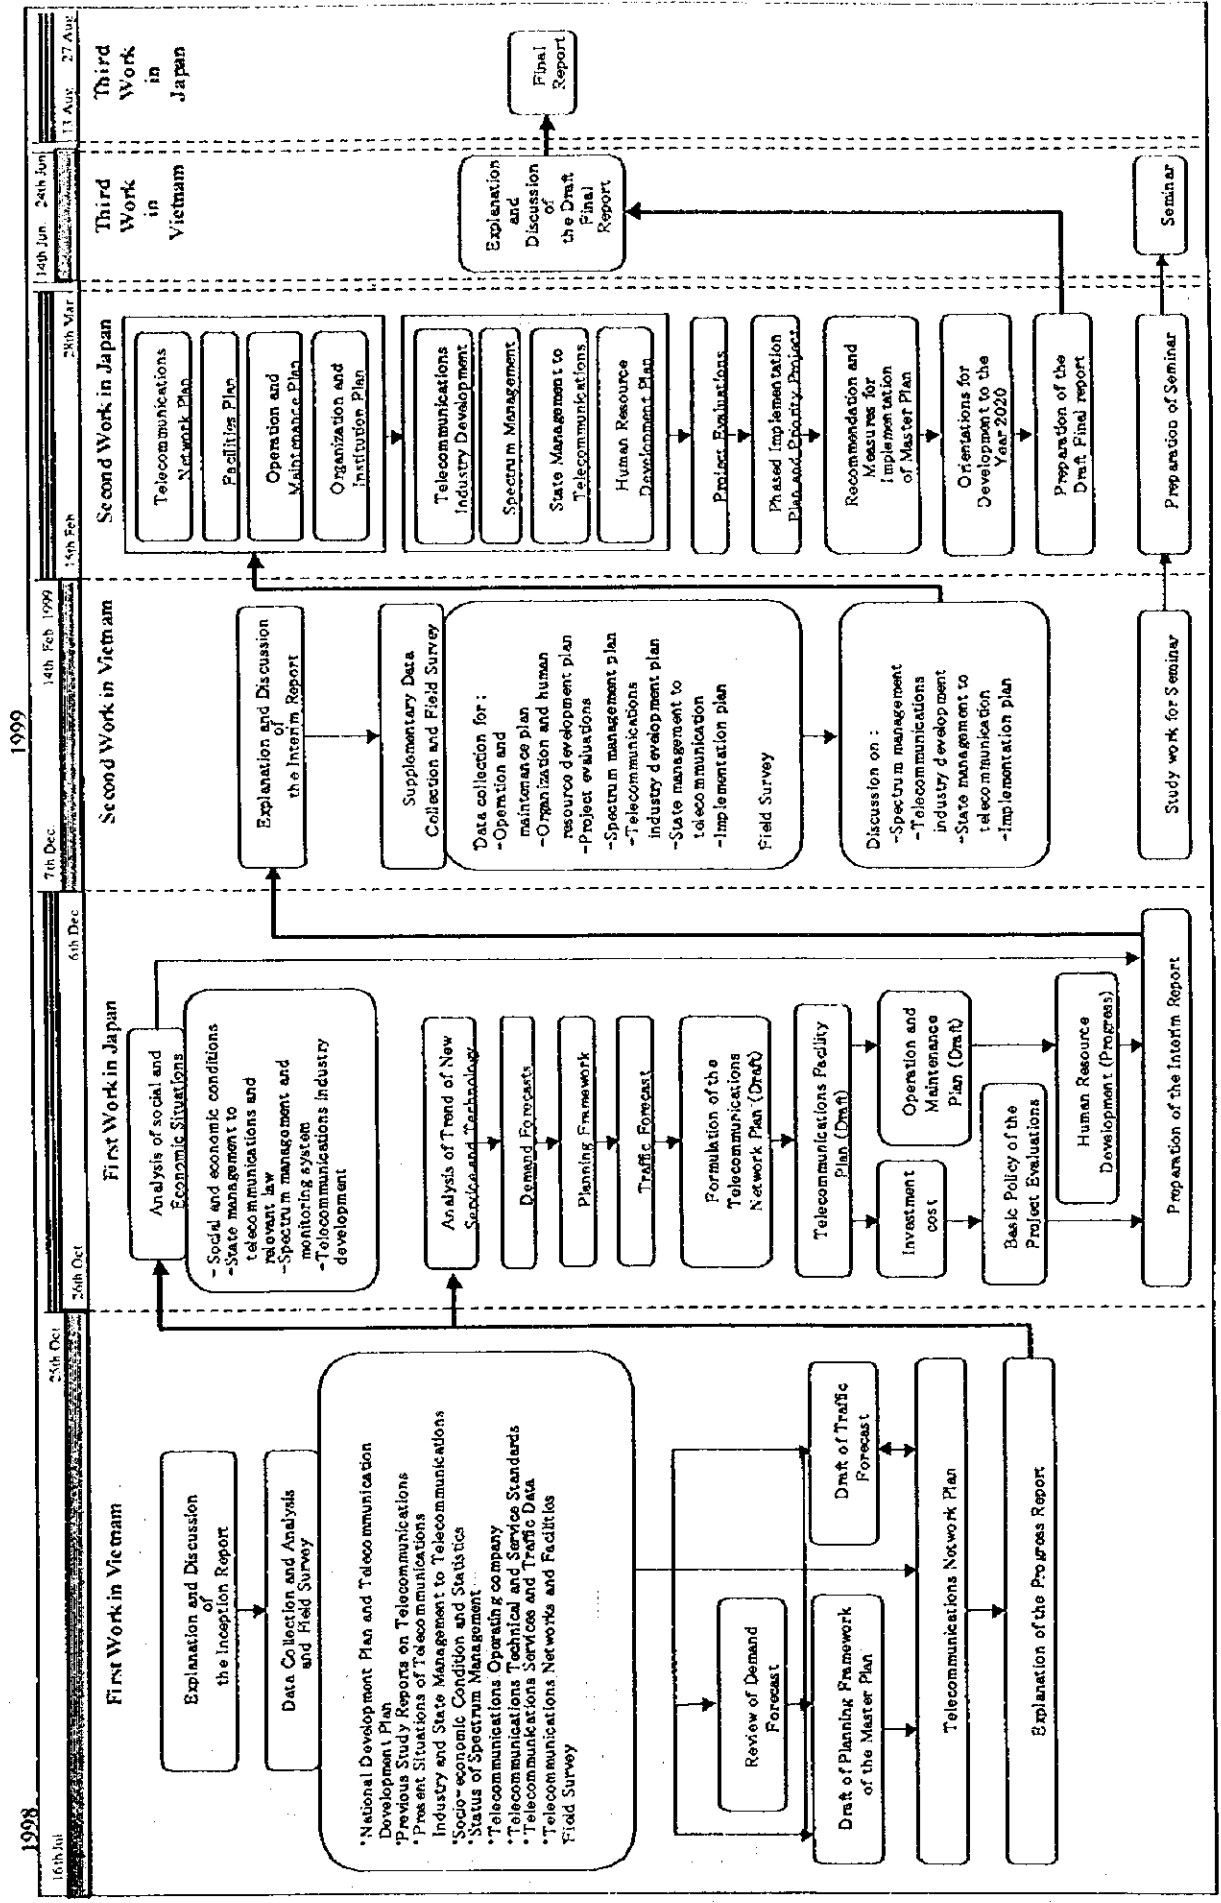 1998
1999
16th Jul
25th Oct
26th Oct
6th Dec
7th Dec
14th Feb 1999
15th Feb
28th Mar
14th Jun
24th Jun
13 Aug
27 Aug
First Work in Vietnam
Explanation and Discussion
of
the Inception Report
Data Collection and Analysis
and Field Survey
*National Development Plan and Telecommunication
Development Plan
*Previous Study Reports on Telecommunications
*Present Situations of Telecommunications
Industry and State Management to Telecommunications
*Socio-economic Condition and Statistics
*Status of Spectrum Management
*Telecommunications Operating company
*Telecommunications Technical and Service Standards
*Telecommunications Services and Traffic Data
*Telecommunications Networks and Facilities
Field Survey
Review of Demand
Forecast
Draft of Planning Framework
of the Master Plan
Draft of Traffic
Forecast
Telecommunications Network Plan
Explanation of the Progress Report
First Work in Japan
Analysis of social and
Economic Situations
- Social and economic conditions
-State management to
telecommunications and
relevant law
-Spectrum management and
monitoring system
-Telecommunications industry
development
Analysis of Trend of New
Service and Technology
Demand Forecasts
Planning Framework
Traffic Forecast
Formulation of the
Telecommunications
Network Plan (Draft)
Telecommunications Facility
Plan (Draft)
Investment
cost
Operation and
Maintenance
Plan (Draft)
Basic Policy of the
Project Evaluations
Human Resource
Development (Progress)
Preparation of the Interim Report
Second Work in Vietnam
Explanation and Discussion
of
the Interim Report
Supplementary Data
Collection and Field Survey
Data collection for :
-Operation and
maintenance plan
-Organization and human
resource development plan
-Project evaluations
-Spectrum management plan
-Telecommunications
industry development plan
-State management to
telecommunication
-Implementation plan
Field Survey
Discussion on :
-Spectrum management
-Telecommunications
industry development
-State management to
telecommunication
-Implementation plan
Study work for Seminar
Second Work in Japan
Telecommunications
Network Plan
Facilities Plan
Operation and
Maintenance Plan
Organization and
Institution Plan
Telecommunications
Industry Development
Spectrum Management
State Management to
Telecommunications
Human Resource
Development Plan
Project Evaluations
Phased Implementation
Plan and Priority Project
Recommendation and
Measures for
Implementation
of Master Plan
Orientations for
Development to the
Year 2020
Preparation of the
Draft Final report
Preparation of Seminar
Third
Work
in
Vietnam
Explanation
and
Discussion
of
the Draft
Final
Report
Seminar
Third
Work
in
Japan
Final
Report